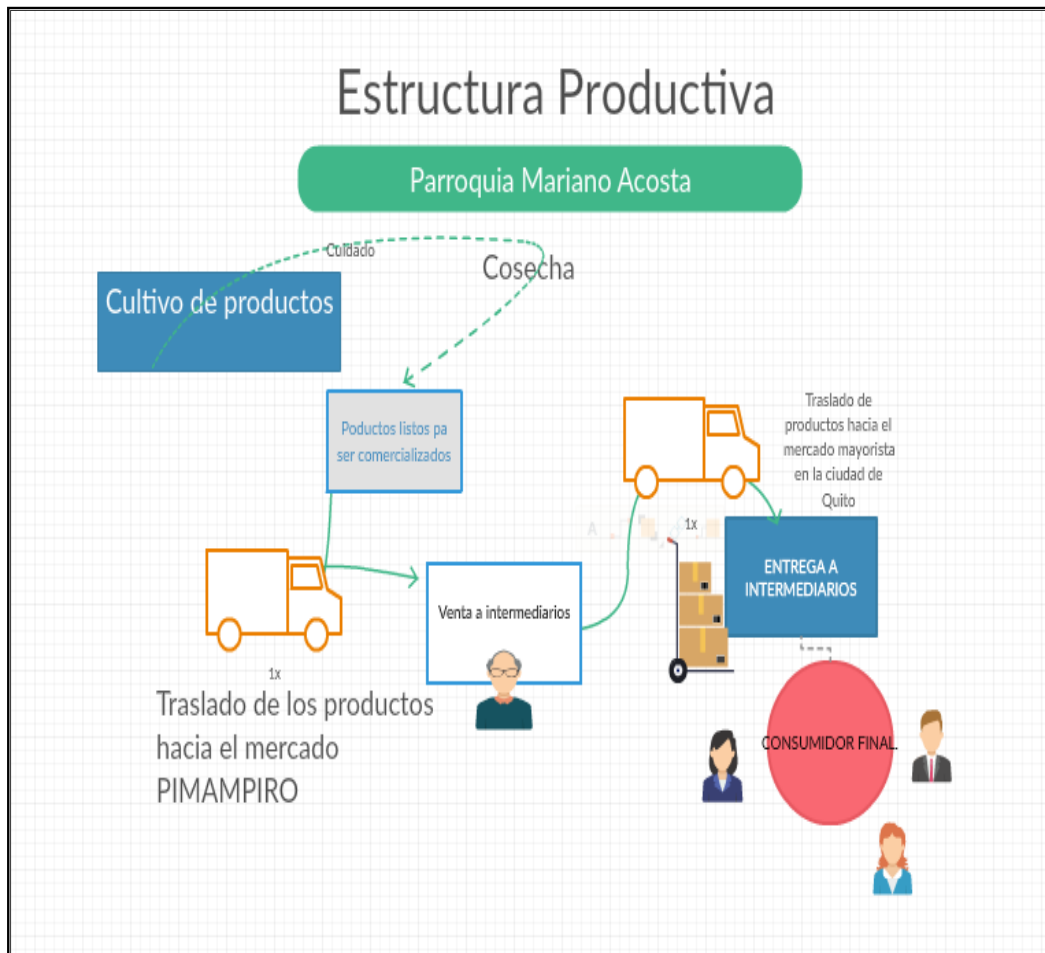 Estructura Productiva
Parroquia Mariano Acosta
Cuidado
Cosecha
Cultivo de productos
Poductos listos pa
ser comercializados
Traslado de
productos hacia el
mercado mayorista
en la ciudad de
Quito
1x
ENTREGA A
INTERMEDIARIOS
Venta a intermediarios
1x
Traslado de los productos
hacia el mercado
PIMAMPIRO
CONSUMIDOR FINAL.